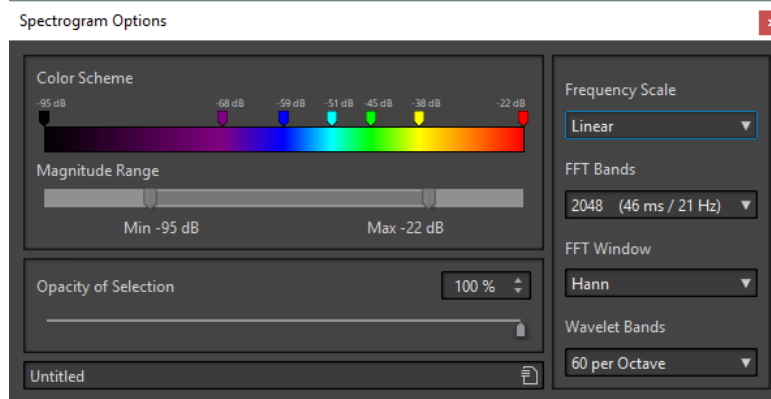 Spectrogram Options
Color Scheme
-95 dB -68 dB -59 dB -51 dB -45 dB -38 dB -22 dB
Magnitude Range
Min -95 dB Max -22 dB
Opacity of Selection 100 %
Untitled
Frequency Scale
Linear
FFT Bands
2048 (46 ms / 21 Hz)
FFT Window
Hann
Wavelet Bands
60 per Octave